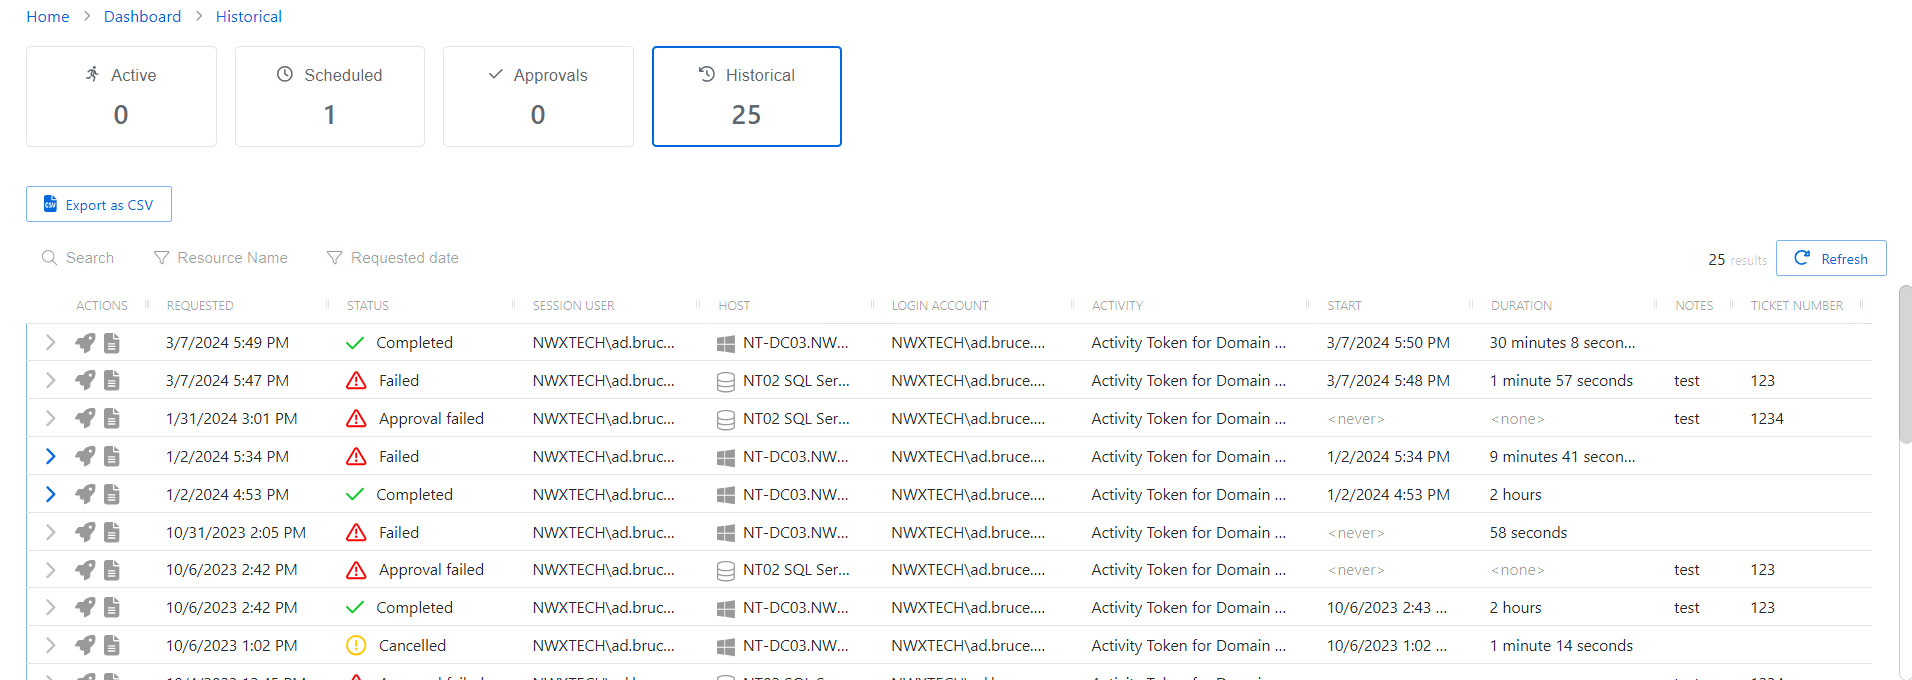 Home > Dashboard > Historical
Active Scheduled Approvals Historical
0 1 0 25
Export as CSV
Search Resource Name Requested date 25 results Refresh
ACTIONS REQUESTED STATUS SESSION USER HOST LOGIN ACCOUNT ACTIVITY START DURATION NOTES TICKET NUMBER
3/7/2024 5:49 PM Completed NWXTECH\ad.bruc... NT-DC03.NW... NWXTECH\ad.bruce.... Activity Token for Domain ... 3/7/2024 5:50 PM 30 minutes 8 secon...
3/7/2024 5:47 PM Failed NWXTECH\ad.bruc... NT02 SQL Ser... NWXTECH\ad.bruce.... Activity Token for Domain ... 3/7/2024 5:48 PM 1 minute 57 seconds test 123
1/31/2024 3:01 PM Approval failed NWXTECH\ad.bruc... NT02 SQL Ser... NWXTECH\ad.bruce.... Activity Token for Domain ... <never> <none> test 1234
1/2/2024 5:34 PM Failed NWXTECH\ad.bruc... NT-DC03.NW... NWXTECH\ad.bruce.... Activity Token for Domain ... 1/2/2024 5:34 PM 9 minutes 41 secon...
1/2/2024 4:53 PM Completed NWXTECH\ad.bruc... NT-DC03.NW... NWXTECH\ad.bruce.... Activity Token for Domain ... 1/2/2024 4:53 PM 2 hours
10/31/2023 2:05 PM Failed NWXTECH\ad.bruc... NT-DC03.NW... NWXTECH\ad.bruce.... Activity Token for Domain ... <never> 58 seconds
10/6/2023 2:42 PM Approval failed NWXTECH\ad.bruc... NT02 SQL Ser... NWXTECH\ad.bruce.... Activity Token for Domain ... <never> <none> test 123
10/6/2023 2:42 PM Completed NWXTECH\ad.bruc... NT-DC03.NW... NWXTECH\ad.bruce.... Activity Token for Domain ... 10/6/2023 2:43 ... 2 hours test 123
10/6/2023 1:02 PM Cancelled NWXTECH\ad.bruc... NT-DC03.NW... NWXTECH\ad.bruce.... Activity Token for Domain ... 10/6/2023 1:02 ... 1 minute 14 seconds